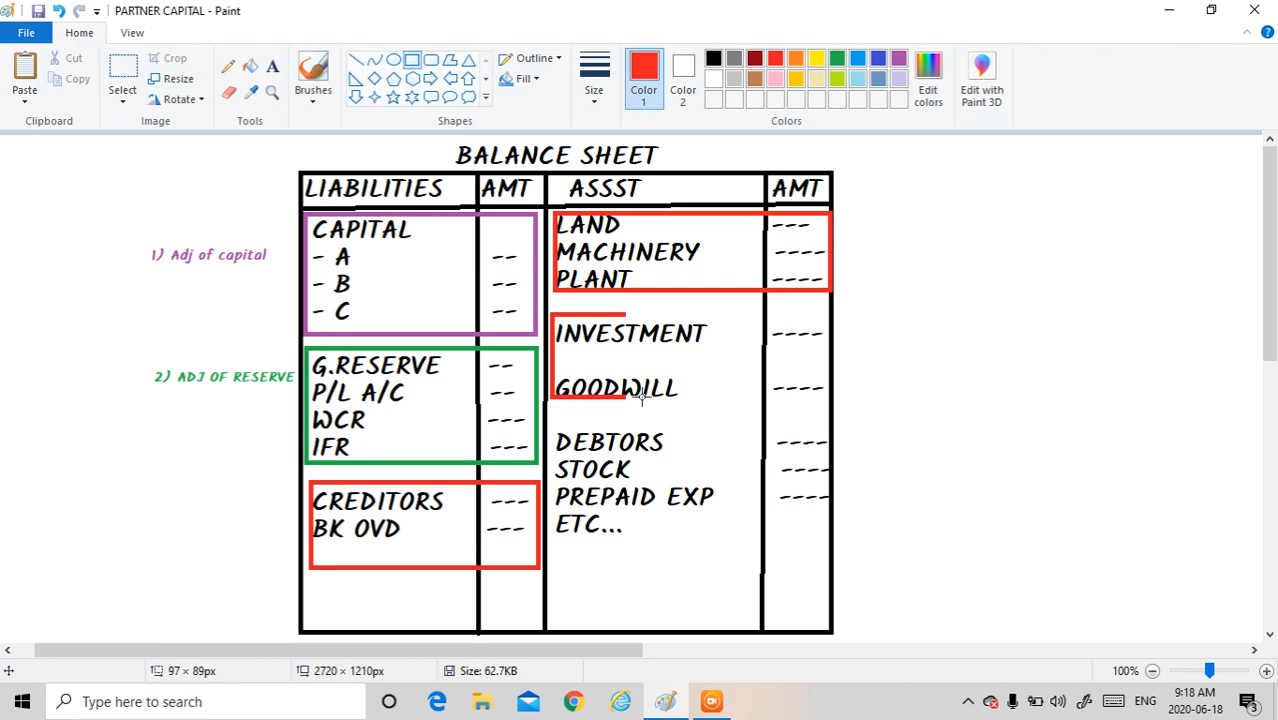 PARTNER CAPITAL - Paint
File
Home
View
Paste
Cut
Copy
Clipboard
Select
Crop
Resize
Rotate
Image
A
Tools
Brushes
Outline
Fill
Shapes
Size
Color 1
Color 2
Edit colors
Colors
Edit with Paint 3D
BALANCE SHEET
LIABILITIES AMT ASSST AMT
CAPITAL LAND ---
- A -- MACHINERY ----
- B -- PLANT ----
- C --
1) Adj of capital
INVESTMENT ----
G.RESERVE --
P/L A/C -- GOODWILL ----
WCR ---
IFR --- DEBTORS ----
2) ADJ OF RESERVE
STOCK ----
CREDITORS --- PREPAID EXP ----
BK OVD --- ETC...
97 × 89px
2720 × 1210px
Size: 62.7KB
100%
Type here to search
ENG
9:18 AM
2020-06-18
3